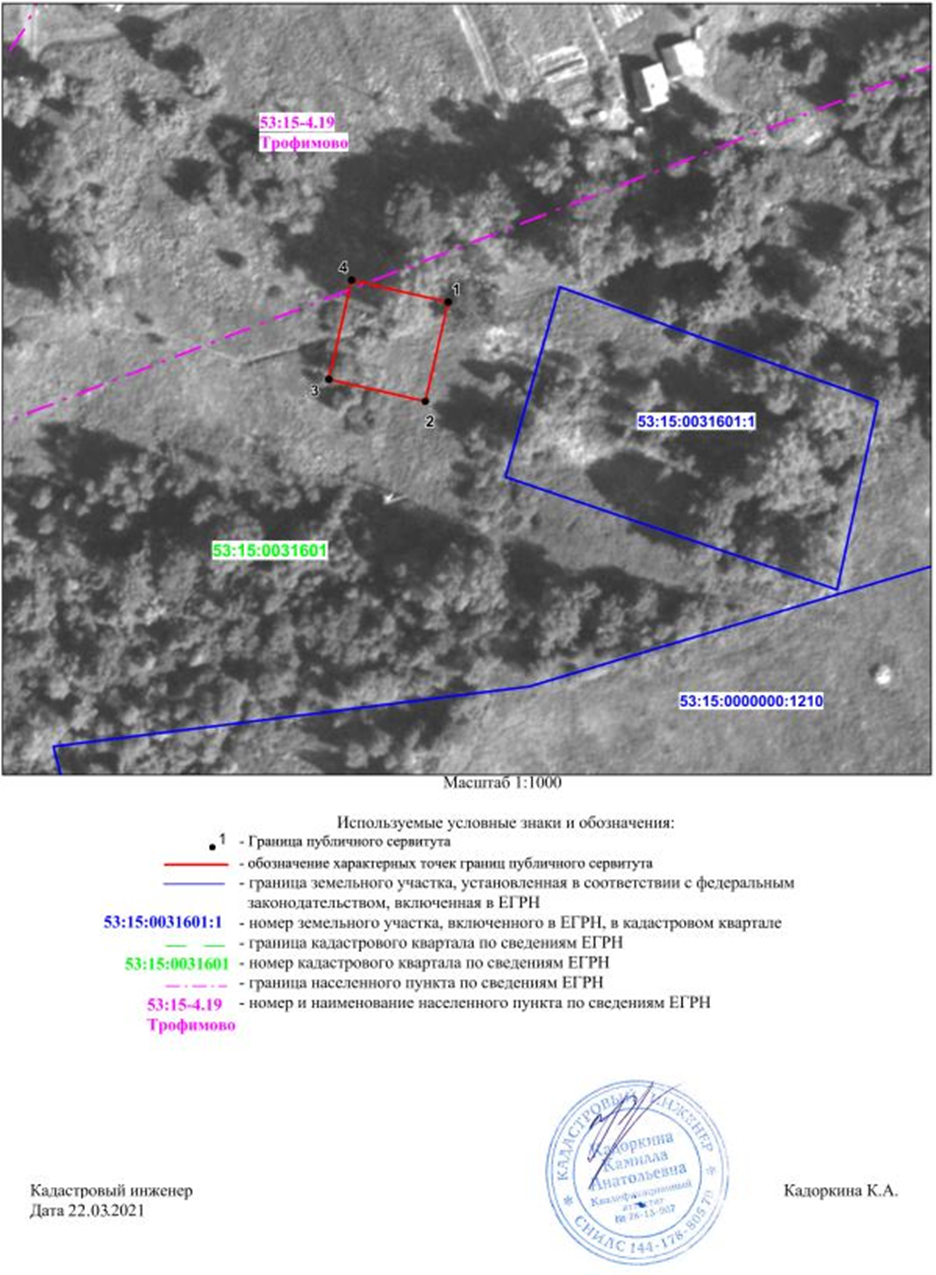 53:15-4.19
Трофимово
4
1
3
2
53:15:0031601:1
53:15:0031601
53:15:0000000:1210
Масштаб 1:1000
Используемые условные знаки и обозначения:
1 - Граница публичного сервитута
- обозначение характерных точек границ публичного сервитута
- граница земельного участка, установленная в соответствии с федеральным
законодательством, включенная в ЕГРН
53:15:0031601:1 - номер земельного участка, включенного в ЕГРН, в кадастровом квартале
- граница кадастрового квартала по сведениям ЕГРН
53:15:0031601 - номер кадастрового квартала по сведениям ЕГРН
- граница населенного пункта по сведениям ЕГРН
53:15-4.19 - номер и наименование населенного пункта по сведениям ЕГРН
Трофимово
КАДАСТРОВЫЙ ИНЖЕНЕР
Кадоркина
Камилла
Анатольевна
Квалификационный
аттестат
СНИЛС 144-178-805 70
Кадастровый инженер
Дата 22.03.2021
Кадоркина К.А.